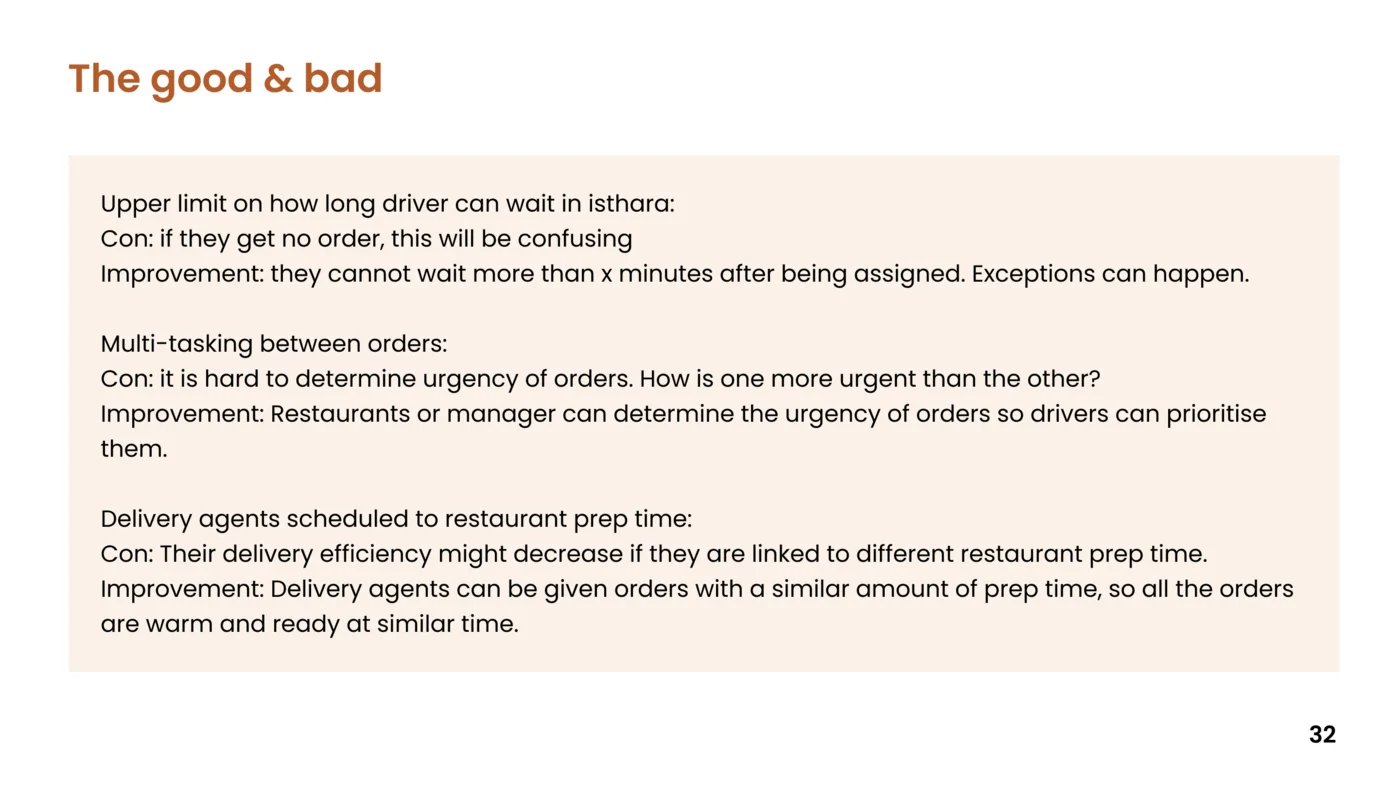 The good & bad
Upper limit on how long driver can wait in isthara:
Con: if they get no order, this will be confusing
Improvement: they cannot wait more than x minutes after being assigned. Exceptions can happen.
Multi-tasking between orders:
Con: it is hard to determine urgency of orders. How is one more urgent than the other?
Improvement: Restaurants or manager can determine the urgency of orders so drivers can prioritise
them.
Delivery agents scheduled to restaurant prep time:
Con: Their delivery efficiency might decrease if they are linked to different restaurant prep time.
Improvement: Delivery agents can be given orders with a similar amount of prep time, so all the orders
are warm and ready at similar time.
32